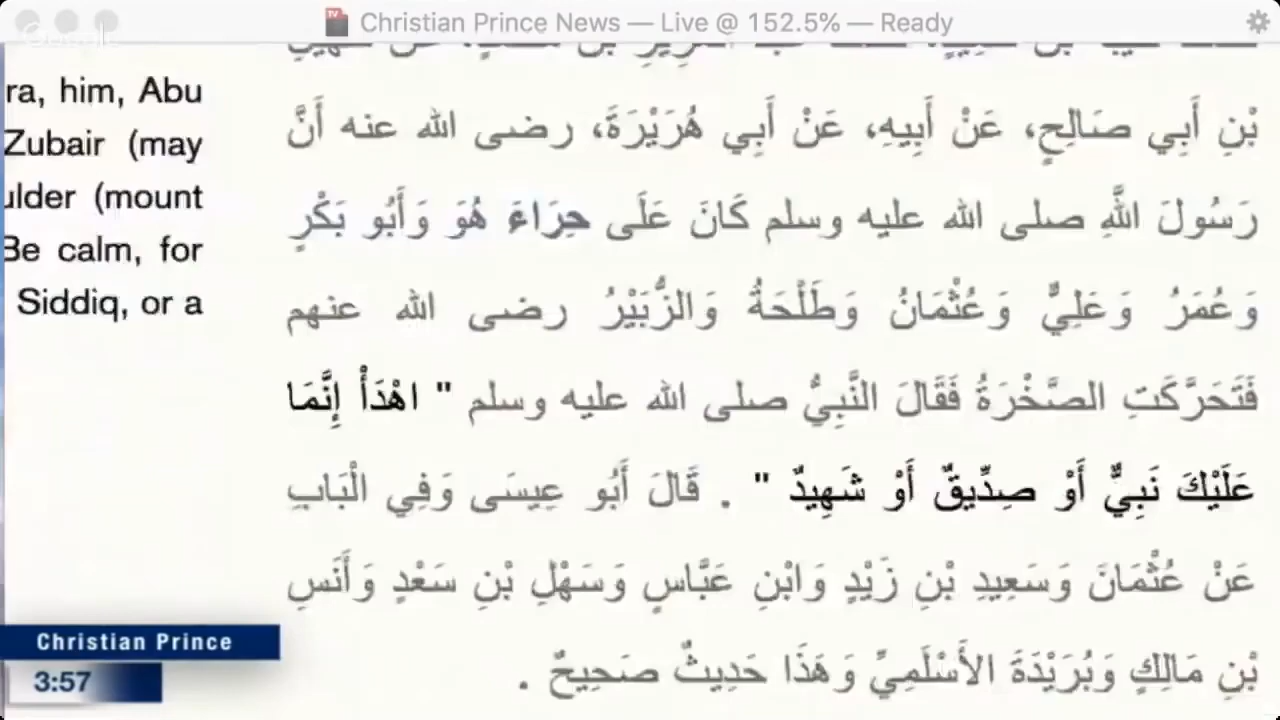 Christian Prince News — Live @ 152.5% — Ready
Google
ra, him, Abu
Zubair (may
ulder (mount
Be calm, for
Siddiq, or a
بْنِ أَبِي صَالِحٍ، عَنْ أَبِيهِ، عَنْ أَبِي هُرَيْرَةَ، رضى الله عنه أَنَّ
رَسُولَ اللَّهِ صلى الله عليه وسلم كَانَ عَلَى حِرَاءَ هُوَ وَأَبُو بَكْرٍ
وَعُمَرُ وَعَلِيٌّ وَعُثْمَانُ وَطَلْحَةُ وَالزُّبَيْرُ رضى الله عنهم
فَتَحَرَّكَتِ الصَّخْرَةُ فَقَالَ النَّبِيُّ صلى الله عليه وسلم " اهْدَأْ إِنَّمَا
عَلَيْكَ نَبِيٌّ أَوْ صِدِّيقٌ أَوْ شَهِيدٌ " . قَالَ أَبُو عِيسَى وَفِي الْبَابِ
عَنْ عُثْمَانَ وَسَعِيدِ بْنِ زَيْدٍ وَابْنِ عَبَّاسٍ وَسَهْلِ بْنِ سَعْدٍ وَأَنَسِ
بْنِ مَالِكٍ وَبُرَيْدَةَ الأَسْلَمِيِّ وَهَذَا حَدِيثٌ صَحِيحٌ .
Christian Prince
3:57